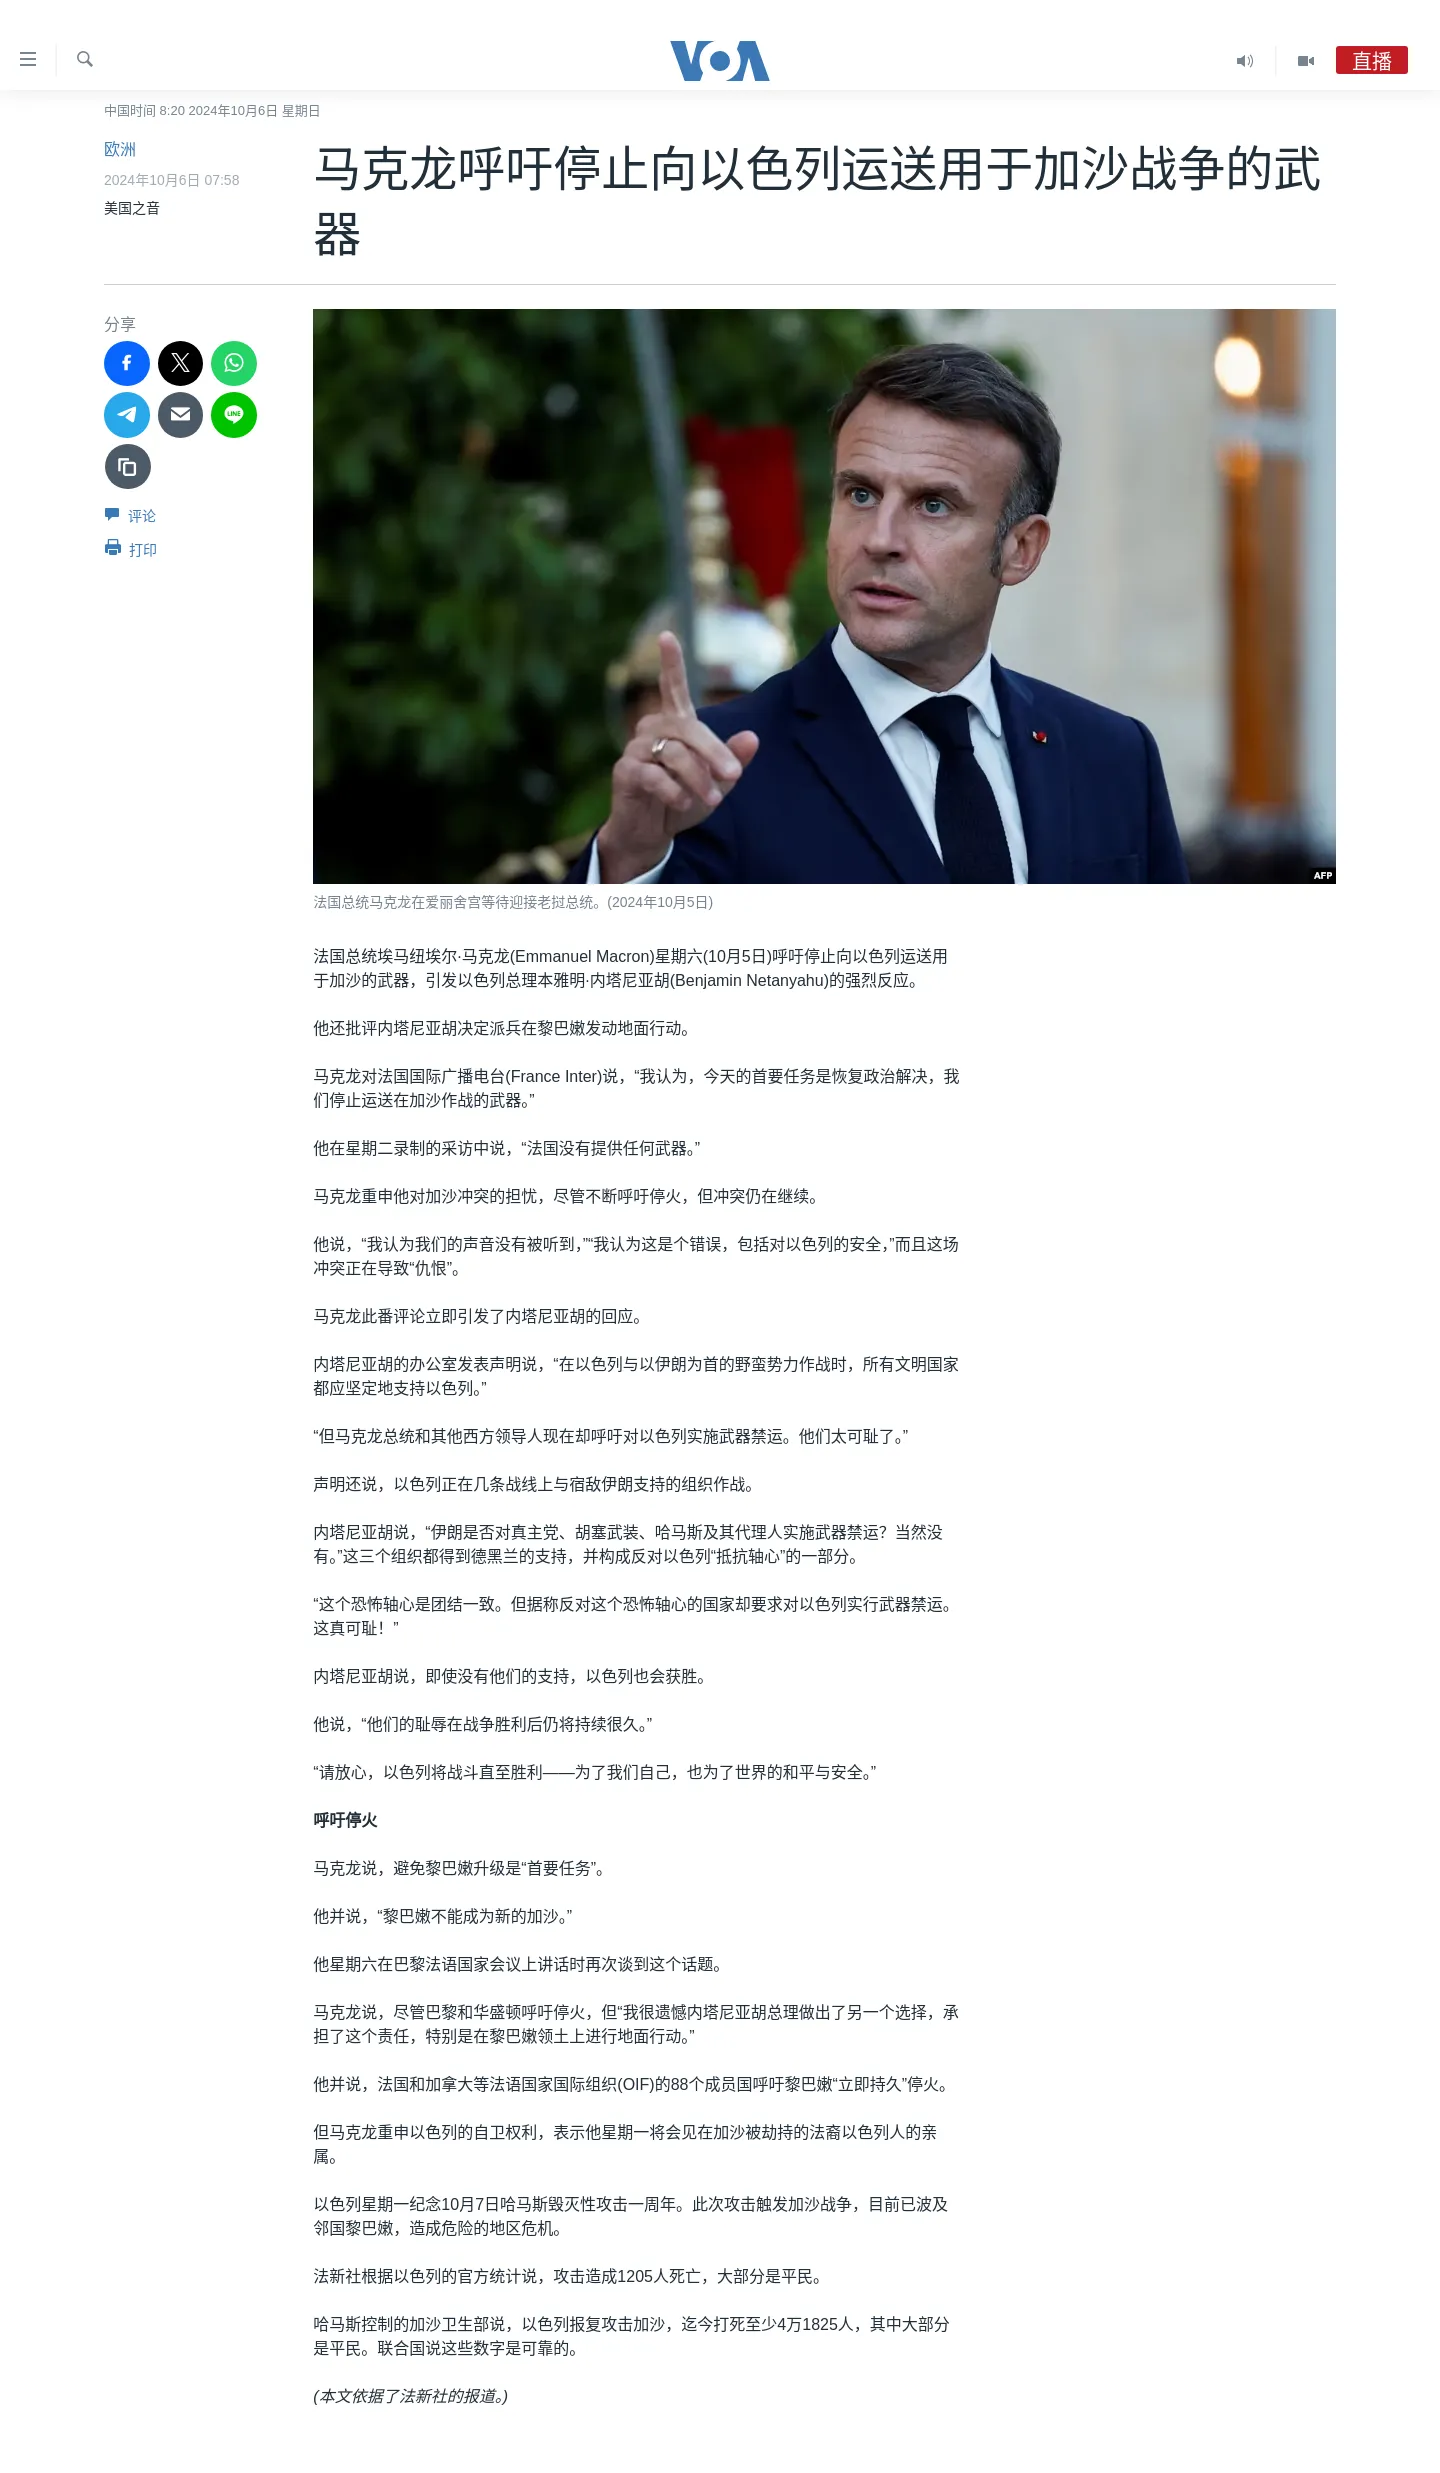 VOA
直播
中国时间 8:20 2024年10月6日 星期日
欧洲
2024年10月6日 07:58
美国之音
马克龙呼吁停止向以色列运送用于加沙战争的武
器
分享
LINE
评论
打印
AFP
法国总统马克龙在爱丽舍宫等待迎接老挝总统。(2024年10月5日)
法国总统埃马纽埃尔·马克龙(Emmanuel Macron)星期六(10月5日)呼吁停止向以色列运送用
于加沙的武器，引发以色列总理本雅明·内塔尼亚胡(Benjamin Netanyahu)的强烈反应。
他还批评内塔尼亚胡决定派兵在黎巴嫩发动地面行动。
马克龙对法国国际广播电台(France Inter)说，“我认为，今天的首要任务是恢复政治解决，我
们停止运送在加沙作战的武器。”
他在星期二录制的采访中说，“法国没有提供任何武器。”
马克龙重申他对加沙冲突的担忧，尽管不断呼吁停火，但冲突仍在继续。
他说，“我认为我们的声音没有被听到，”“我认为这是个错误，包括对以色列的安全，”而且这场
冲突正在导致“仇恨”。
马克龙此番评论立即引发了内塔尼亚胡的回应。
内塔尼亚胡的办公室发表声明说，“在以色列与以伊朗为首的野蛮势力作战时，所有文明国家
都应坚定地支持以色列。”
“但马克龙总统和其他西方领导人现在却呼吁对以色列实施武器禁运。他们太可耻了。”
声明还说，以色列正在几条战线上与宿敌伊朗支持的组织作战。
内塔尼亚胡说，“伊朗是否对真主党、胡塞武装、哈马斯及其代理人实施武器禁运？当然没
有。”这三个组织都得到德黑兰的支持，并构成反对以色列“抵抗轴心”的一部分。
“这个恐怖轴心是团结一致。但据称反对这个恐怖轴心的国家却要求对以色列实行武器禁运。
这真可耻！”
内塔尼亚胡说，即使没有他们的支持，以色列也会获胜。
他说，“他们的耻辱在战争胜利后仍将持续很久。”
“请放心，以色列将战斗直至胜利——为了我们自己，也为了世界的和平与安全。”
呼吁停火
马克龙说，避免黎巴嫩升级是“首要任务”。
他并说，“黎巴嫩不能成为新的加沙。”
他星期六在巴黎法语国家会议上讲话时再次谈到这个话题。
马克龙说，尽管巴黎和华盛顿呼吁停火，但“我很遗憾内塔尼亚胡总理做出了另一个选择，承
担了这个责任，特别是在黎巴嫩领土上进行地面行动。”
他并说，法国和加拿大等法语国家国际组织(OIF)的88个成员国呼吁黎巴嫩“立即持久”停火。
但马克龙重申以色列的自卫权利，表示他星期一将会见在加沙被劫持的法裔以色列人的亲
属。
以色列星期一纪念10月7日哈马斯毁灭性攻击一周年。此次攻击触发加沙战争，目前已波及
邻国黎巴嫩，造成危险的地区危机。
法新社根据以色列的官方统计说，攻击造成1205人死亡，大部分是平民。
哈马斯控制的加沙卫生部说，以色列报复攻击加沙，迄今打死至少4万1825人，其中大部分
是平民。联合国说这些数字是可靠的。
(本文依据了法新社的报道。)